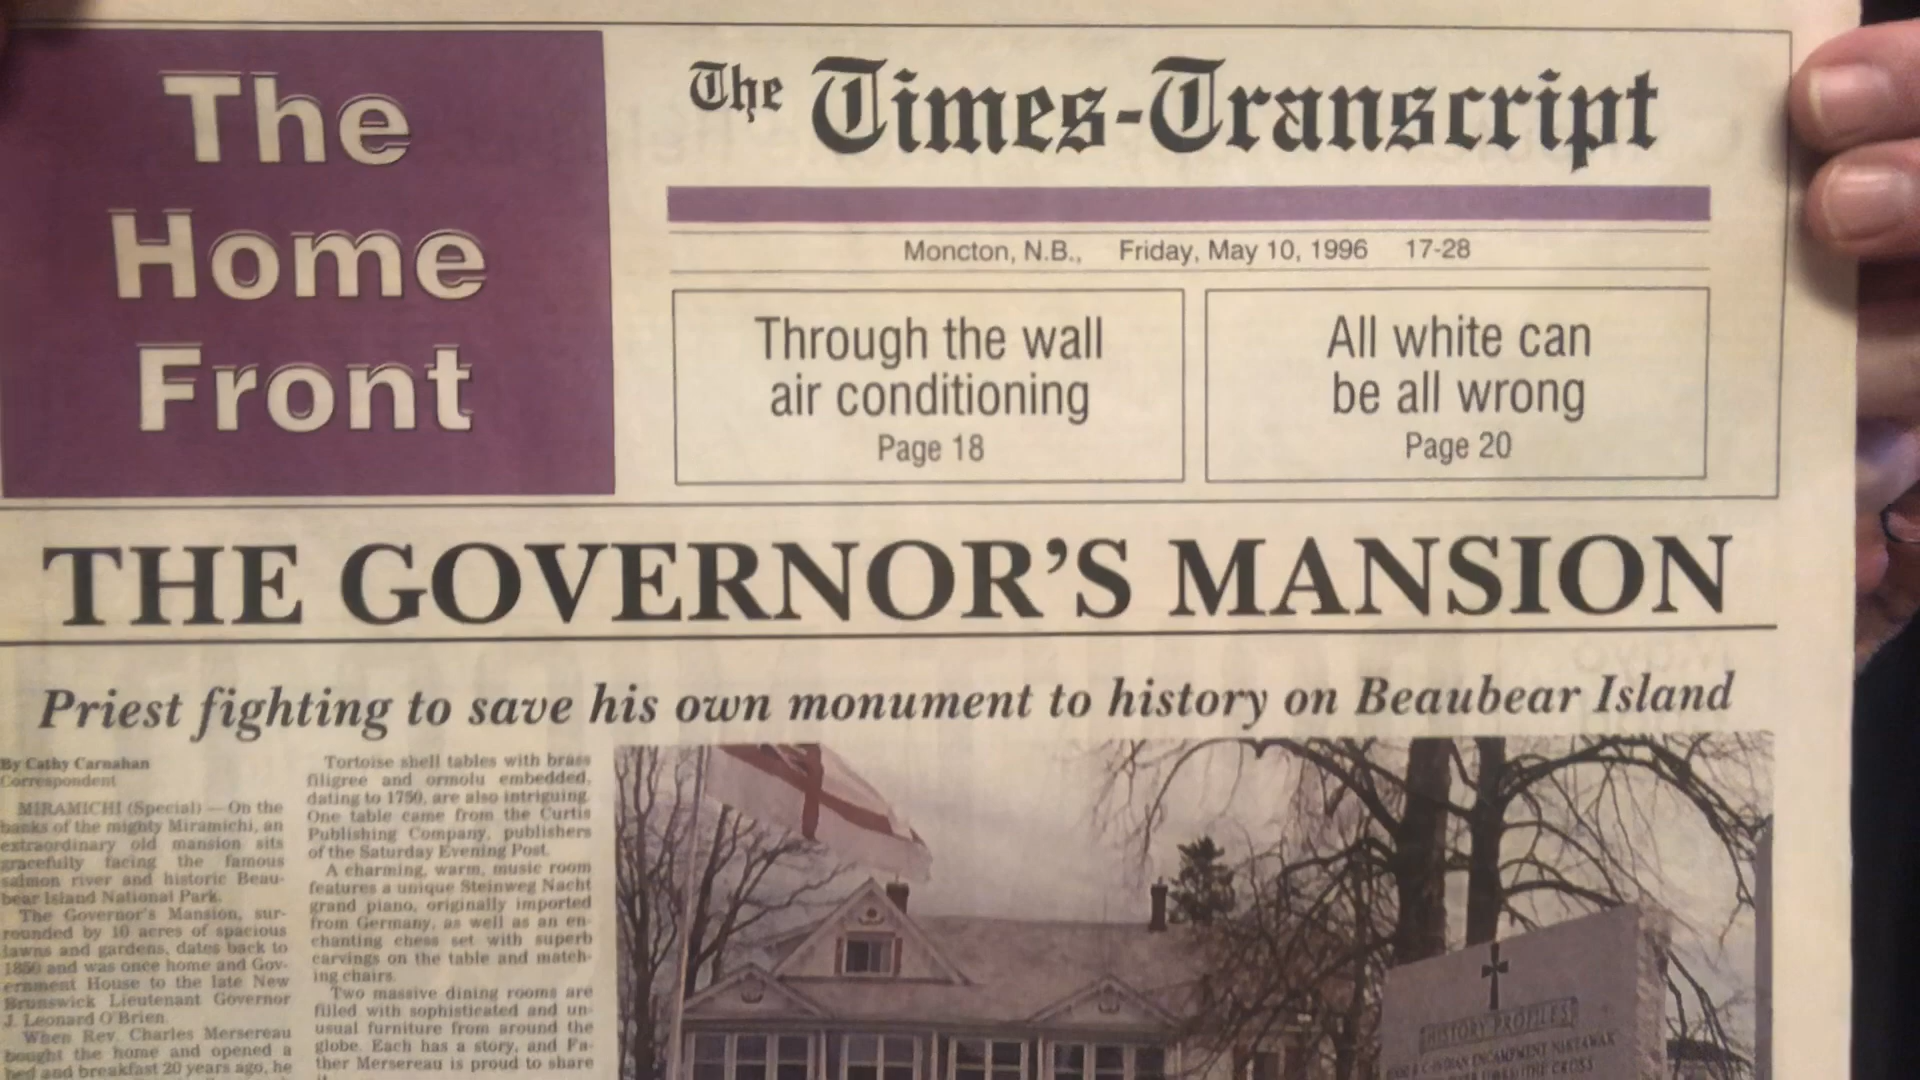 The
Home
Front
The Times-Transcript
Moncton, N.B., Friday, May 10, 1996 17-28
Through the wall
air conditioning
Page 18
All white can
be all wrong
Page 20
THE GOVERNOR'S MANSION
Priest fighting to save his own monument to history on Beaubear Island
By Cathy Carnahan
Correspondent
MIRAMICHI (Special) — On the
banks of the mighty Miramichi, an
extraordinary old mansion sits
gracefully facing the famous
salmon river and historic Beau-
bear Island National Park.
The Governor's Mansion, sur-
rounded by 10 acres of spacious
lawns and gardens, dates back to
1850 and was once home and Gov-
ernment House to the late New
Brunswick Lieutenant Governor
J. Leonard O'Brien.
When Rev. Charles Mersereau
bought the home and opened a
bed and breakfast 20 years ago, he
Tortoise shell tables with brass
filigree and ormolu embedded,
dating to 1750, are also intriguing.
One table came from the Curtis
Publishing Company, publishers
of the Saturday Evening Post.
A charming, warm, music room
features a unique Steinweg Nacht
grand piano, originally imported
from Germany, as well as an en-
chanting chess set with superb
carvings on the table and match-
ing chairs.
Two massive dining rooms are
filled with sophisticated and un-
usual furniture from around the
globe. Each has a story, and Fa-
ther Mersereau is proud to share
HISTORY PROFILES
INDIAN ENCAMPMENT
CROSS